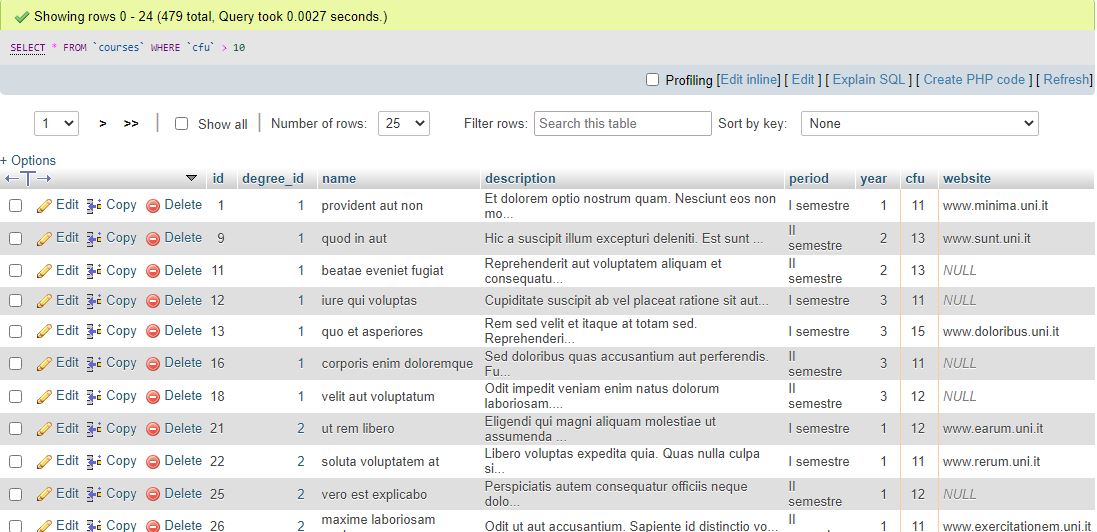 Showing rows 0 - 24 (479 total, Query took 0.0027 seconds.)
SELECT * FROM `courses` WHERE `cfu` > 10
Profiling [Edit inline] [ Edit ] [ Explain SQL ] [ Create PHP code ] [ Refresh]
1 > >> Show all Number of rows: 25 Filter rows: Search this table Sort by key: None
+ Options
←T→ id degree_id name description period year cfu website
Edit Copy Delete 1 1 provident aut non Et dolorem optio nostrum quam. Nesciunt eos non
mo... I semestre 1 11 www.minima.uni.it
Edit Copy Delete 9 1 quod in aut Hic a suscipit illum excepturi deleniti. Est sunt ... II
semestre 2 13 www.sunt.uni.it
Edit Copy Delete 11 1 beatae eveniet fugiat Reprehenderit aut voluptatem aliquam et
consequatu... II
semestre 2 13 NULL
Edit Copy Delete 12 1 iure qui voluptas Cupiditate suscipit ab vel placeat ratione sit aut... I semestre 3 11 NULL
Edit Copy Delete 13 1 quo et asperiores Rem sed velit et itaque at totam sed.
Reprehenderi... I semestre 3 15 www.doloribus.uni.it
Edit Copy Delete 16 1 corporis enim doloremque Sed doloribus quas accusantium aut perferendis.
Fu... II
semestre 3 11 NULL
Edit Copy Delete 18 1 velit aut voluptatum Odit impedit veniam enim natus dolorum
laboriosam.... II
semestre 3 12 NULL
Edit Copy Delete 21 2 ut rem libero Eligendi qui magni aliquam molestiae ut
assumenda ... I semestre 1 12 www.earum.uni.it
Edit Copy Delete 22 2 soluta voluptatem at Libero voluptas expedita quia. Quas nulla culpa
si... I semestre 1 11 www.rerum.uni.it
Edit Copy Delete 25 2 vero est explicabo Perspiciatis autem consequatur officiis neque
dolo... II
semestre 1 12 NULL
Edit Copy Delete 26 2 maxime laboriosam Odit ut aut accusantium. Sapiente id distinctio vo... II
semestre 1 11 www.exercitationem.uni.it